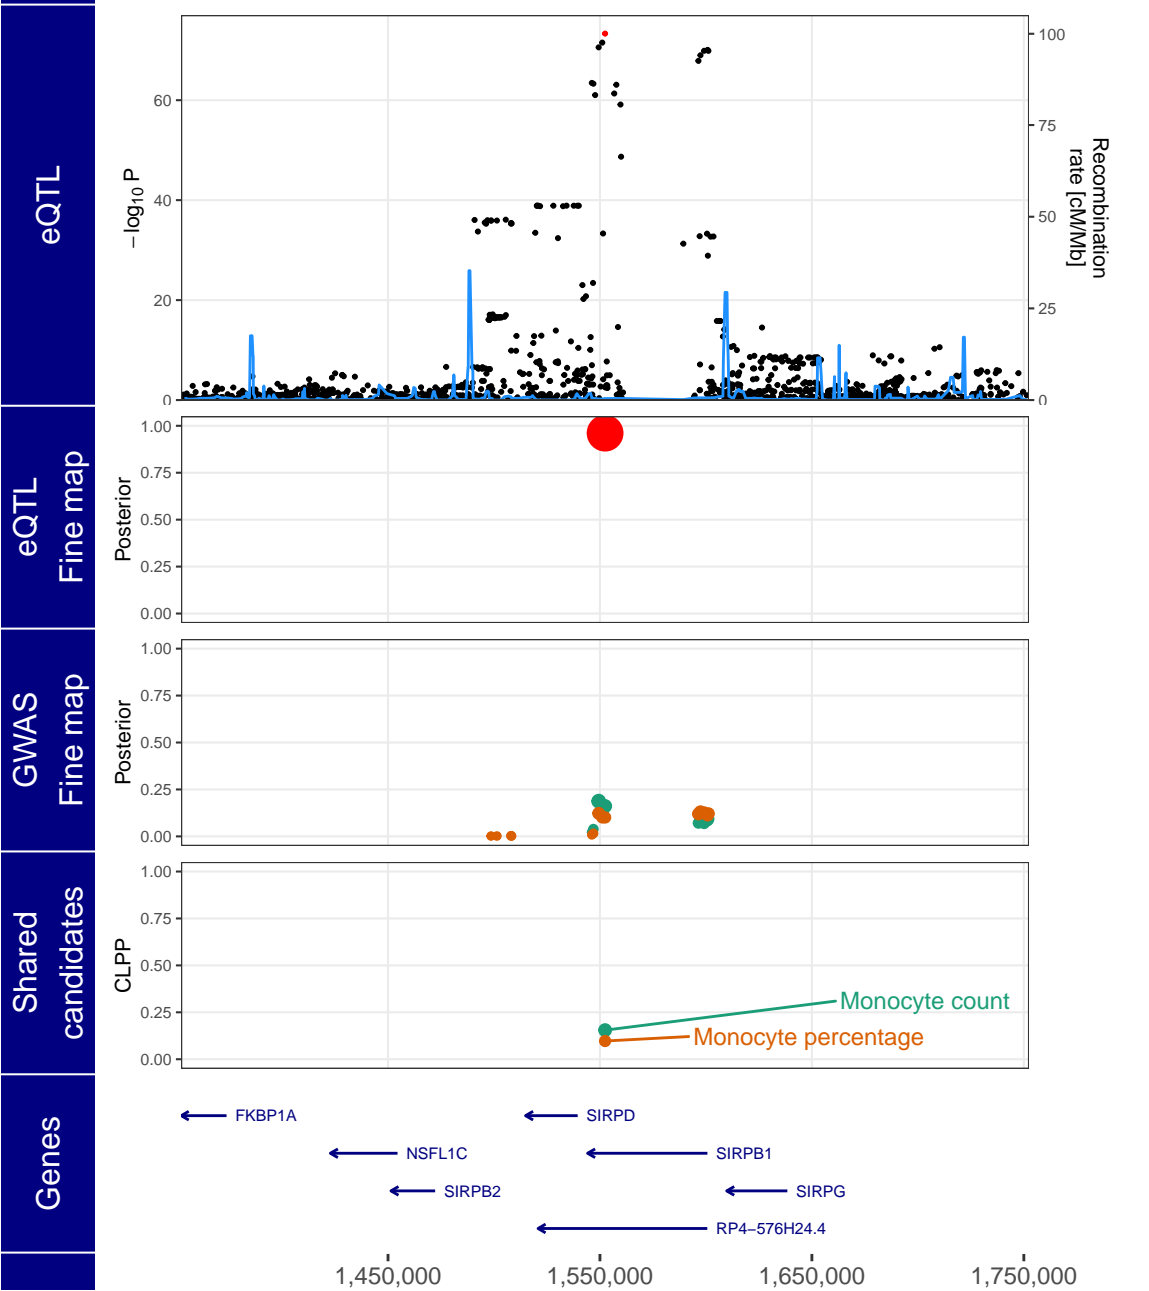 eQTL
−log10 P
60
40
20
0
100
75
50
25
0
Recombination
rate [cM/Mb]
eQTL
Fine map
Posterior
1.00
0.75
0.50
0.25
0.00
GWAS
Fine map
Posterior
1.00
0.75
0.50
0.25
0.00
Shared
candidates
CLPP
1.00
0.75
0.50
0.25
0.00
Monocyte count
Monocyte percentage
Genes
FKBP1A
SIRPD
NSFL1C
SIRPB1
SIRPB2
SIRPG
RP4−576H24.4
1,450,000
1,550,000
1,650,000
1,750,000